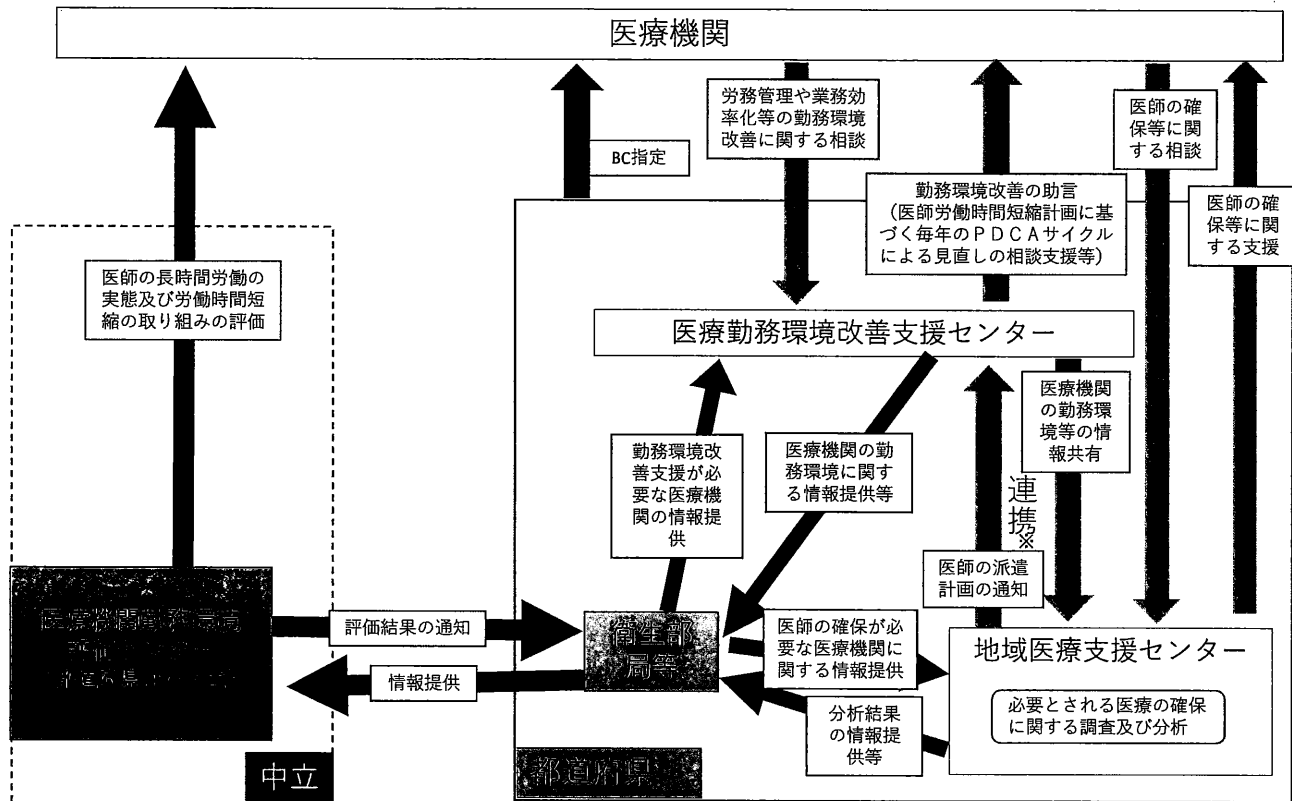 医療機関
労務管理や業務効
率化等の勤務環境
改善に関する相談
医師の確
保等に関
する相談
BC指定
勤務環境改善の助言
（医師労働時間短縮計画に基
づく毎年のＰＤＣＡサイクル
による見直しの相談支援等）
医師の確
保等に関
する支援
医師の長時間労働の
実態及び労働時間短
縮の取り組みの評価
医療勤務環境改善支援センター
勤務環境改
善支援が必
要な医療機
関の情報提
供
医療機関の勤
務環境に関す
る情報提供等
医療機関
の勤務環
境等の情
報共有
連携※
医師の派遣
計画の通知
医療機関勤務環境
評価結果の通知
情報提供
衛生部
局等
医師の確保が必
要な医療機関に
関する情報提供
分析結果
の情報提
供等
地域医療支援センター
必要とされる医療の確保
に関する調査及び分析
中立
都道府県